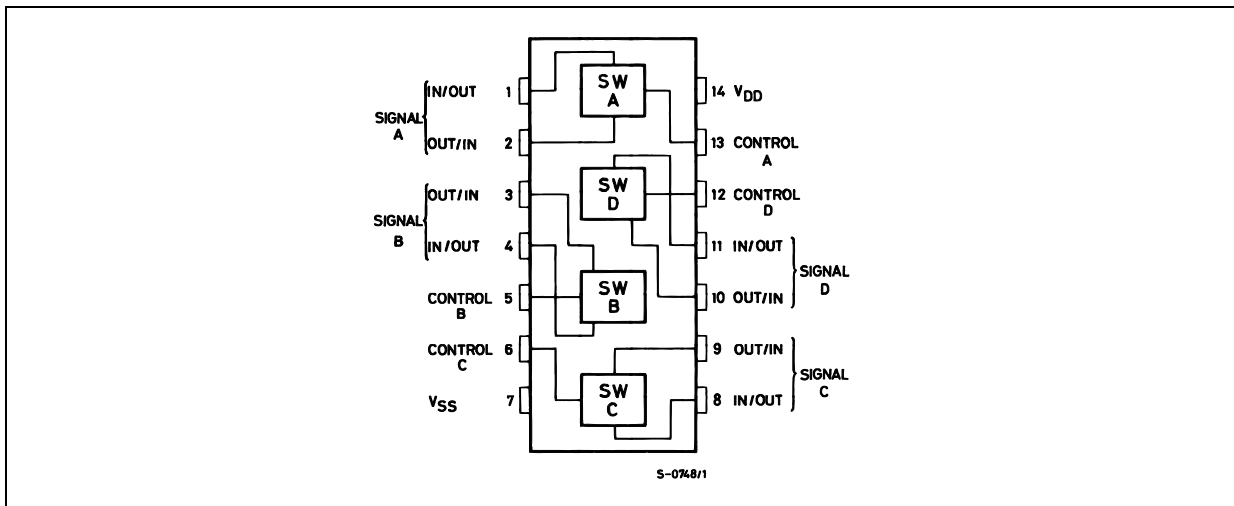 IN/OUT 1
SIGNAL A
OUT/IN 2
OUT/IN 3
SIGNAL B
IN/OUT 4
CONTROL B 5
CONTROL C 6
VSS 7
SW A
SW D
SW B
SW C
14 VDD
13 CONTROL A
12 CONTROL D
11 IN/OUT
SIGNAL D
10 OUT/IN
9 OUT/IN
SIGNAL C
8 IN/OUT
S-0748/1